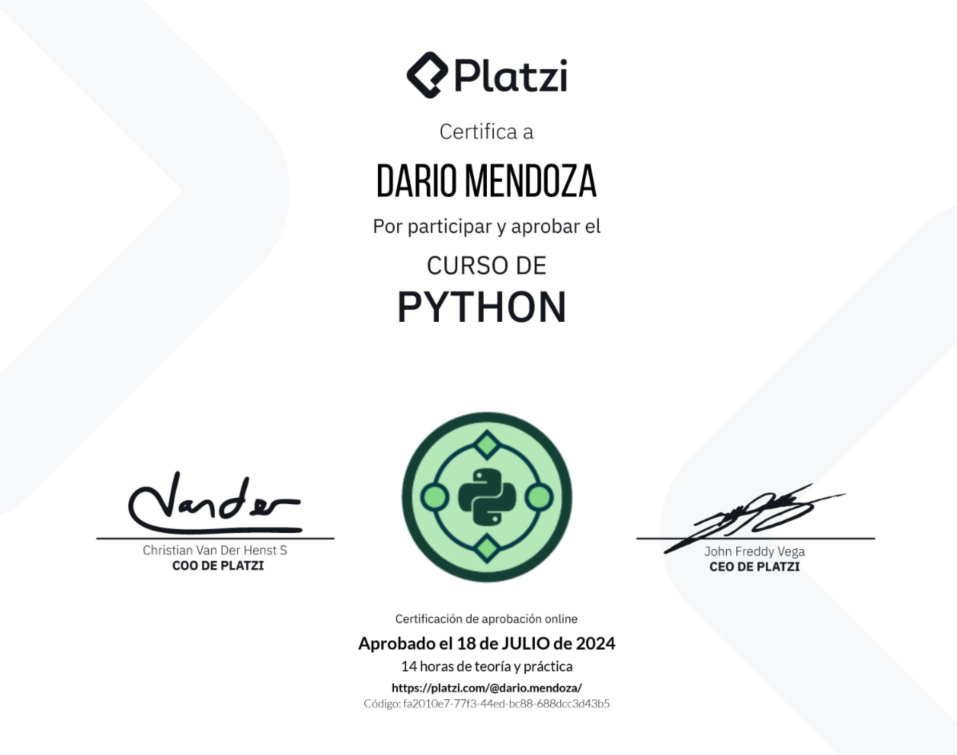 Platzi
Certifica a
DARIO MENDOZA
Por participar y aprobar el
CURSO DE
PYTHON
Vander
Christian Van Der Henst S
COO DE PLATZI
John Freddy Vega
CEO DE PLATZI
Certificación de aprobación online
Aprobado el 18 de JULIO de 2024
14 horas de teoría y práctica
https://platzi.com/@dario.mendoza/
Código: fa2010e7-77f3-44ed-bc88-688dcc3d43b5